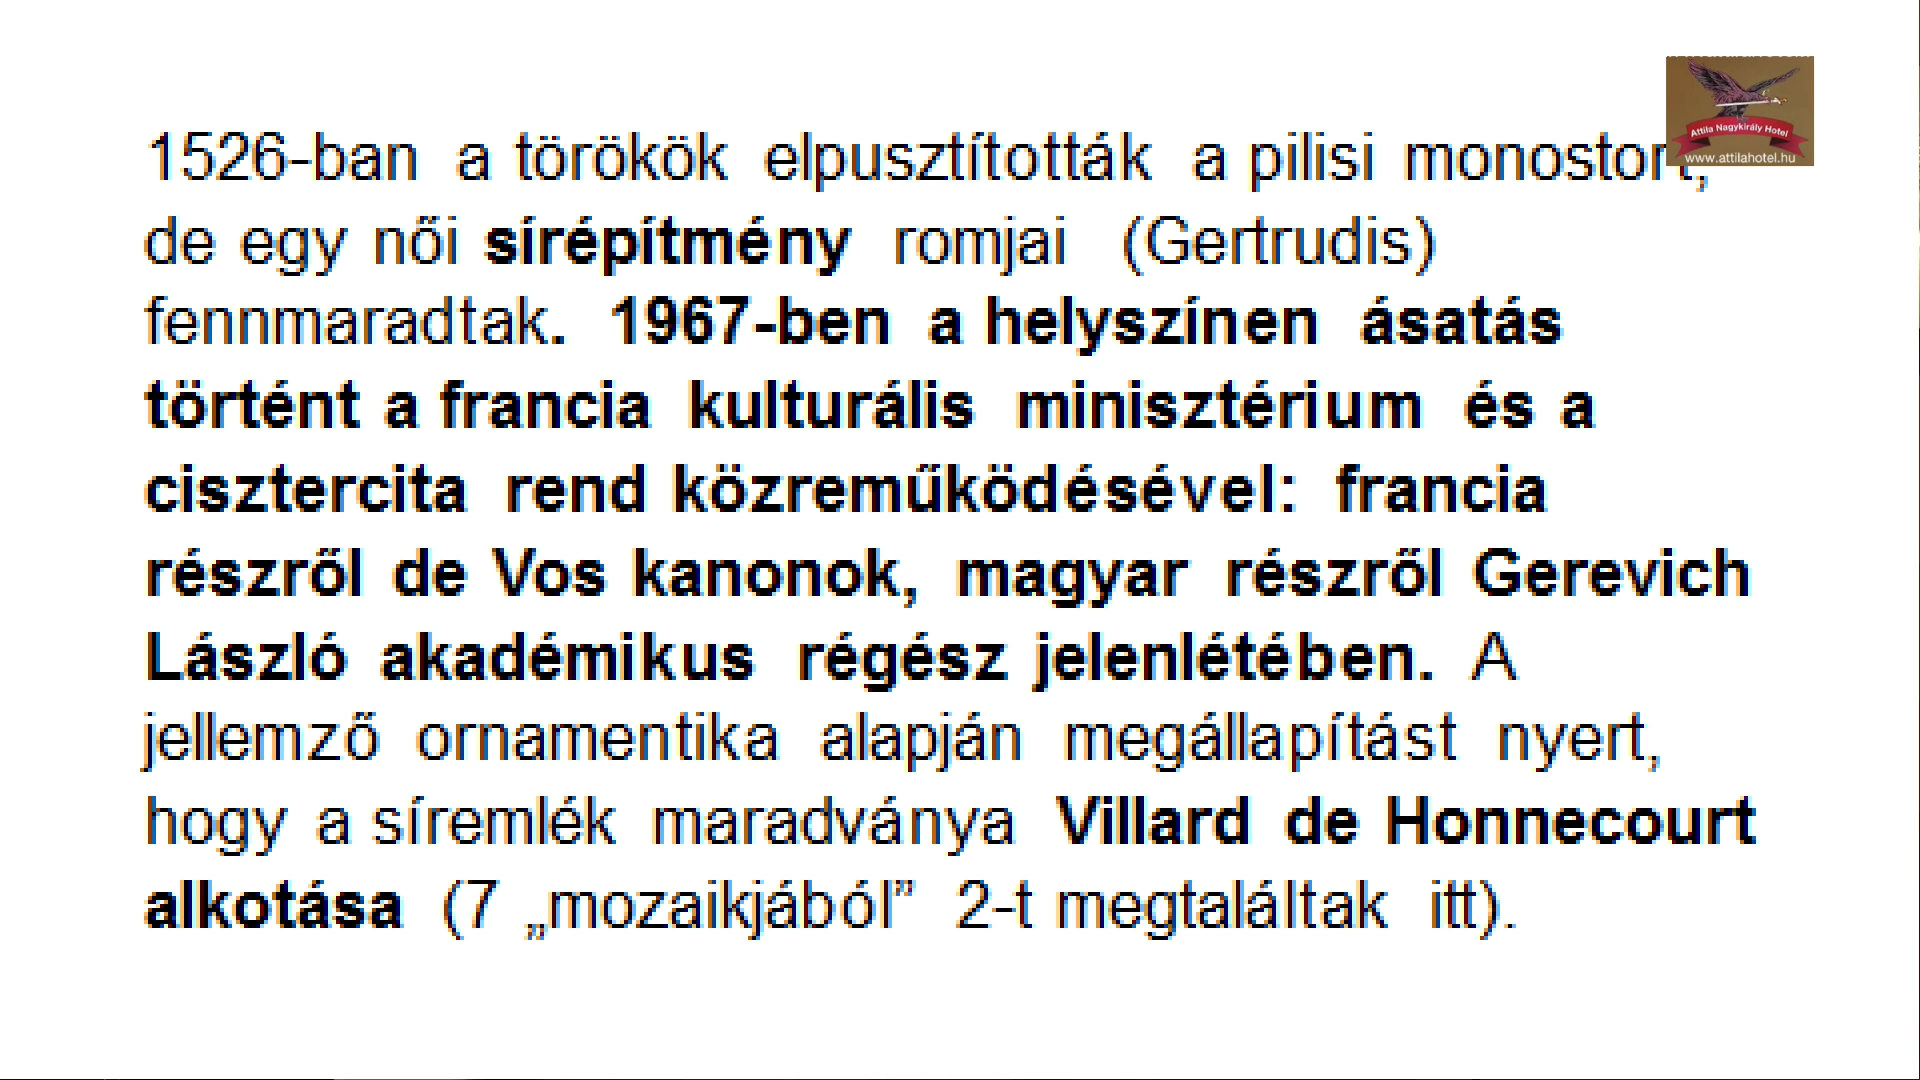 Attila Nagykirály Hotel
www.attilahotel.hu
1526-ban a törökök elpusztították a pilisi monostort,
de egy női sírépítmény romjai (Gertrudis)
fennmaradtak. 1967-ben a helyszínen ásatás
történt a francia kulturális minisztérium és a
cisztercita rend közreműködésével: francia
részről de Vos kanonok, magyar részről Gerevich
László akadémikus régész jelenlétében. A
jellemző ornamentika alapján megállapítást nyert,
hogy a síremlék maradványa Villard de Honnecourt
alkotása (7 „mozaikjából” 2-t megtaláltak itt).